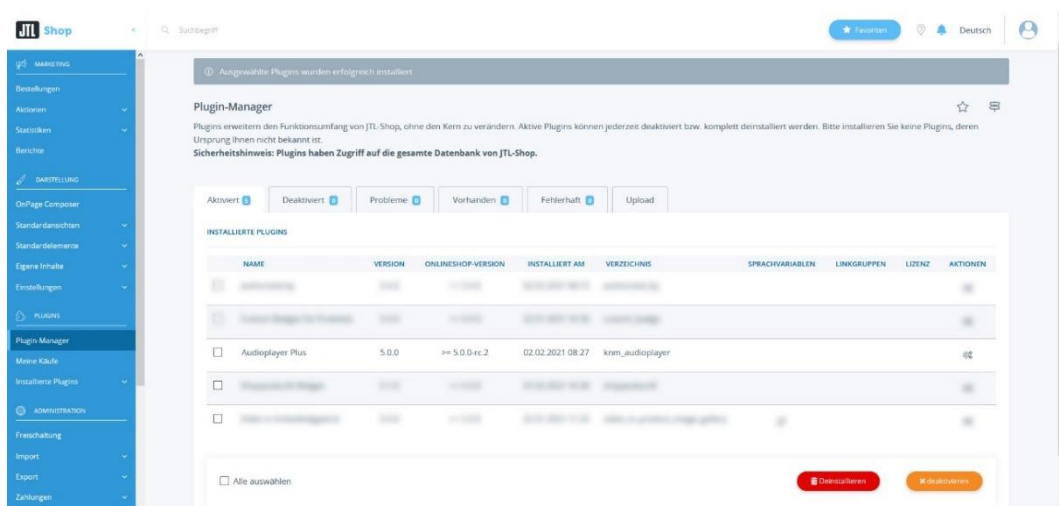 JTL Shop
Suchbegriff
Favoriten
Deutsch
MARKETING
Bestellungen
Aktionen
Statistiken
Berichte
DARSTELLUNG
OnPage Composer
Standardansichten
Standardelemente
Eigene Inhalte
Einstellungen
PLUGINS
Plugin-Manager
Meine Käufe
Installierte Plugins
ADMINISTRATION
Freischaltung
Import
Export
Zahlungen
Ausgewählte Plugins wurden erfolgreich installiert
Plugin-Manager
Plugins erweitern den Funktionsumfang von JTL-Shop, ohne den Kern zu verändern. Aktive Plugins können jederzeit deaktiviert bzw. komplett deinstalliert werden. Bitte installieren Sie keine Plugins, deren
Ursprung Ihnen nicht bekannt ist.
Sicherheitshinweis: Plugins haben Zugriff auf die gesamte Datenbank von JTL-Shop.
Aktiviert 5 Deaktiviert 0 Probleme 0 Vorhanden 0 Fehlerhaft 0 Upload
INSTALLIERTE PLUGINS
NAME VERSION ONLINESHOP-VERSION INSTALLIERT AM VERZEICHNIS SPRACHVARIABLEN LINKGRUPPEN LIZENZ AKTIONEN
Audioplayer Plus 5.0.0 >= 5.0.0-rc.2 02.02.2021 08:27 knm_audioplayer
Alle auswählen
Deinstallieren
deaktivieren